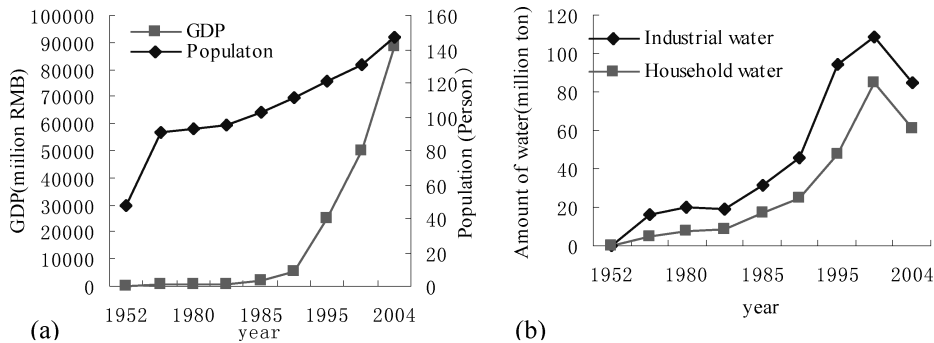 GDP
Populaton
GDP(miilion RMB)
100000
90000
80000
70000
60000
50000
40000
30000
20000
10000
0
160
140
120
100
80
60
40
20
0
Population (Person)
1952 1980 1985 1995 2004
year
(a)
Industrial water
Household water
Amount of water(million ton)
120
100
80
60
40
20
0
1952 1980 1985 1995 2004
year
(b)